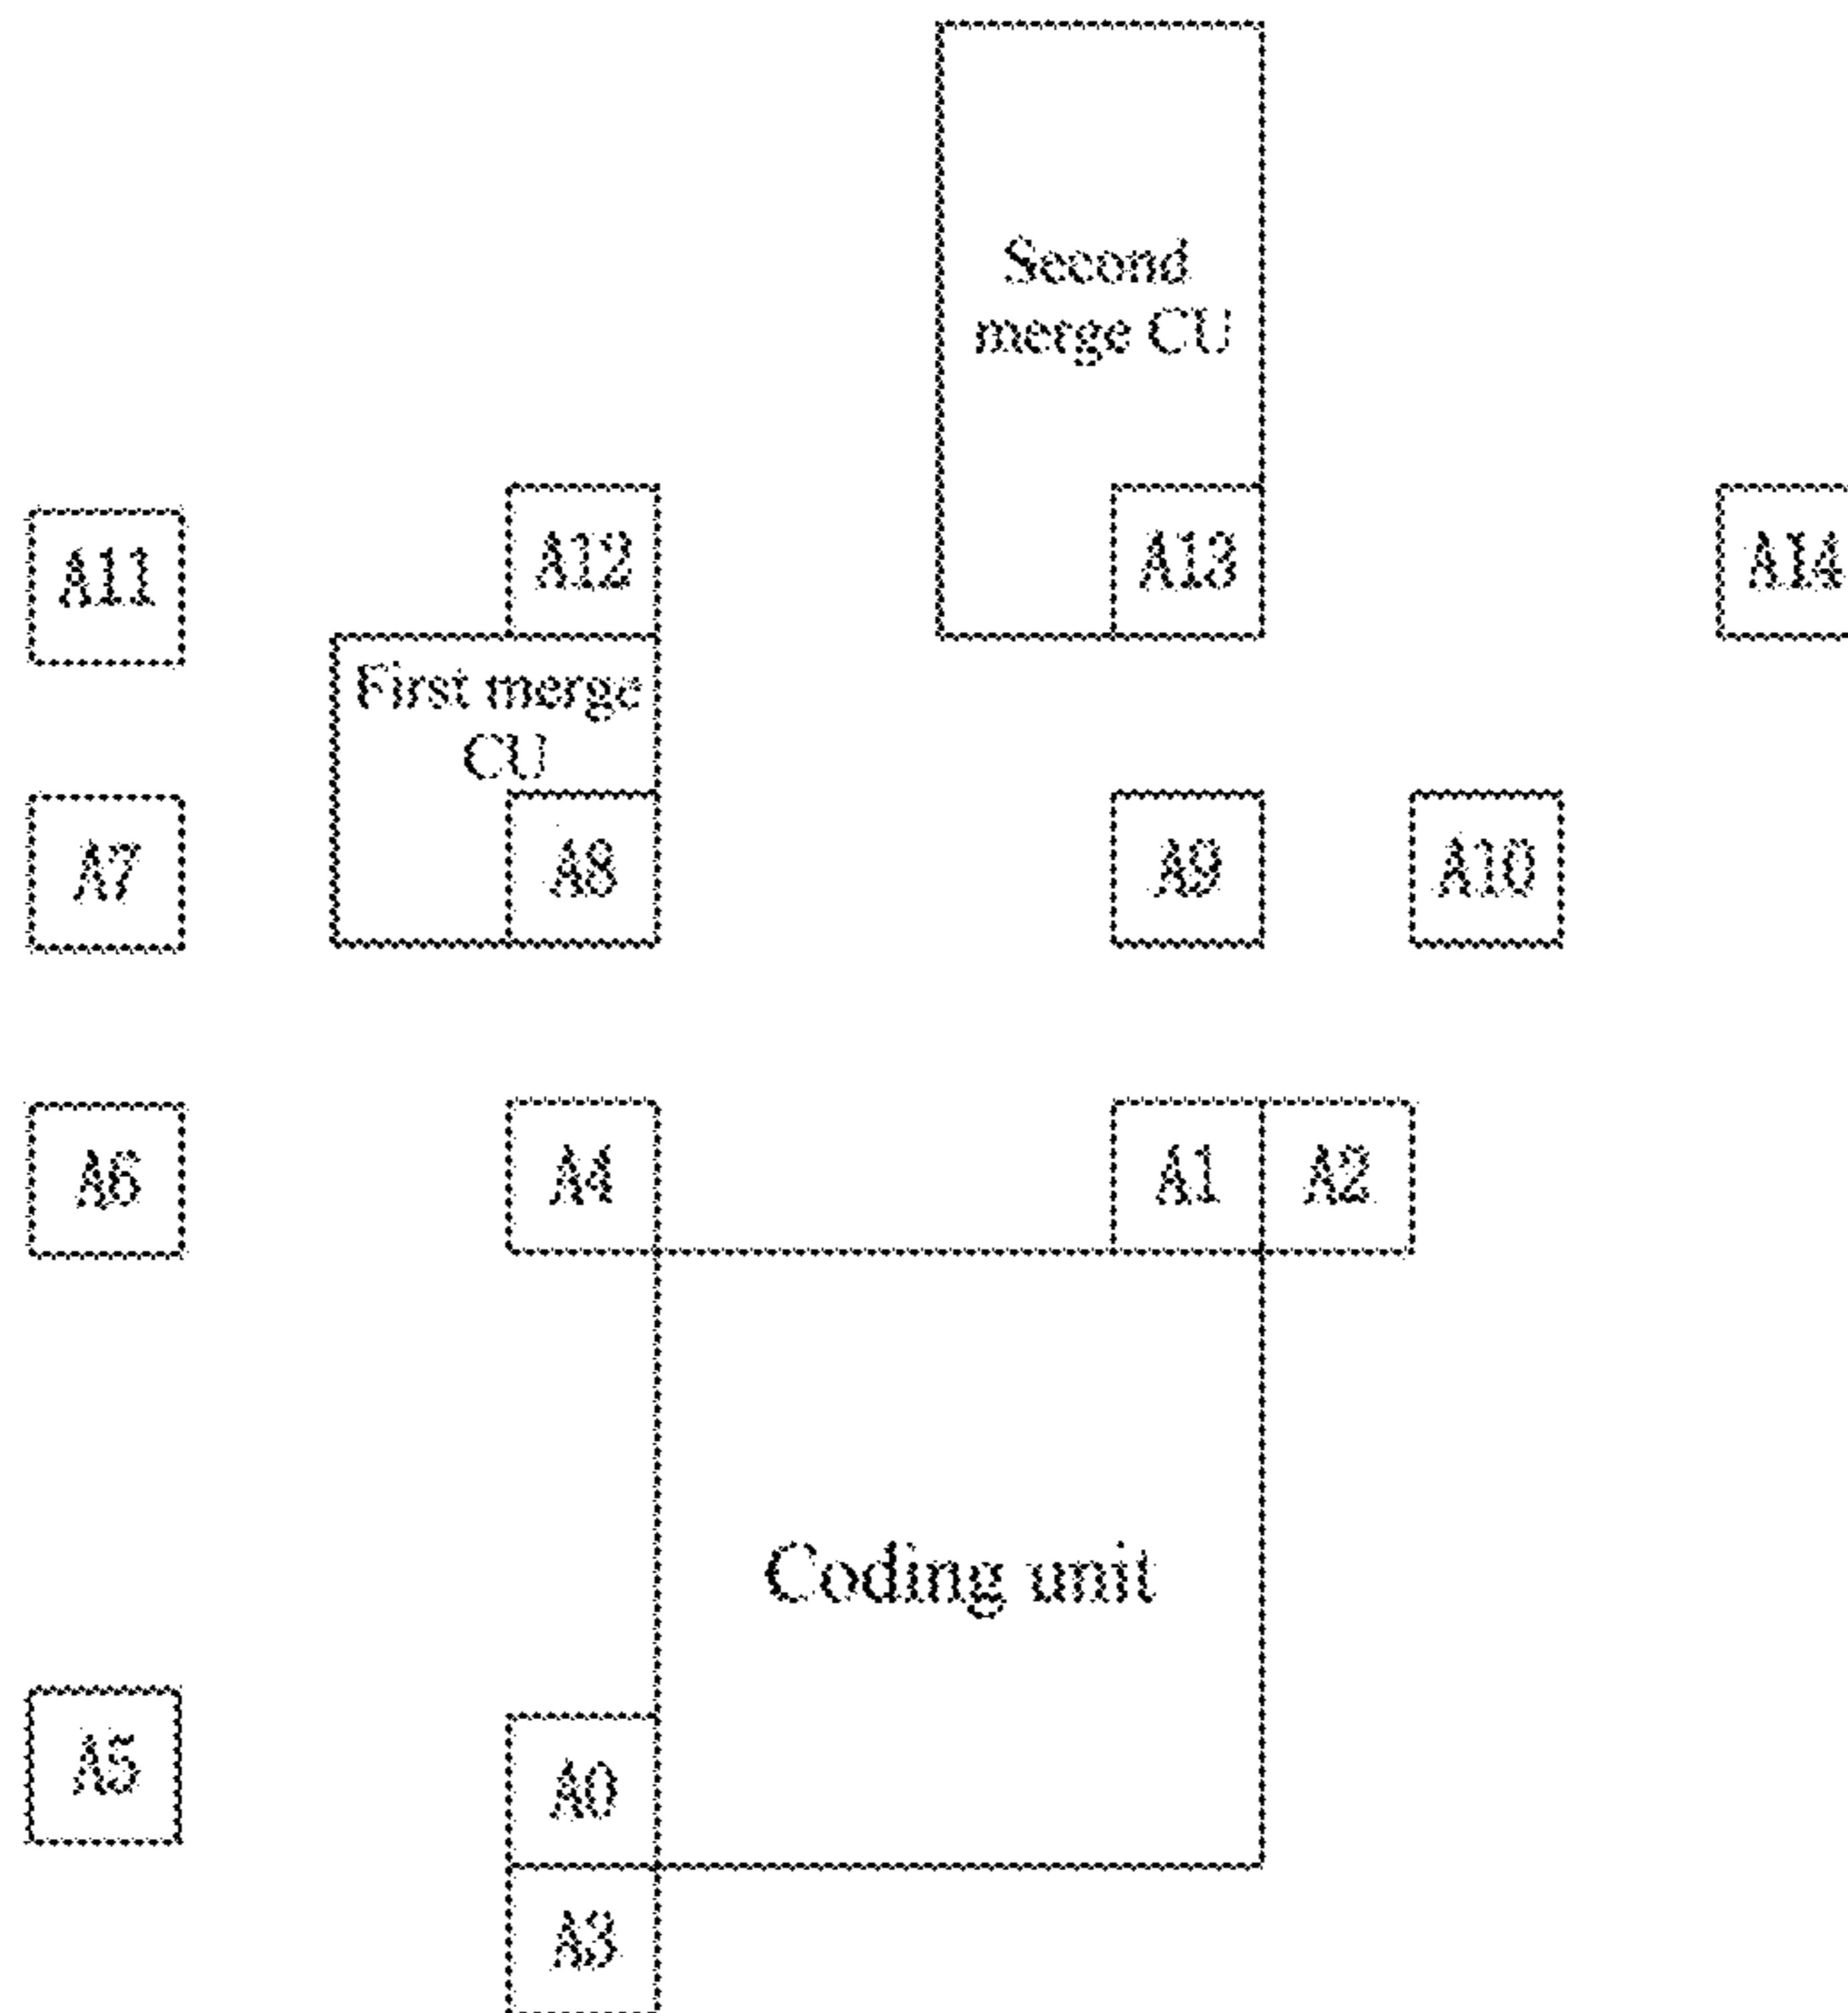 Second
merge CU
A11
A12
A13
A14
First merge
CU
A7
A8
A9
A10
A6
A4
A1
A2
Coding unit
A5
A0
A3